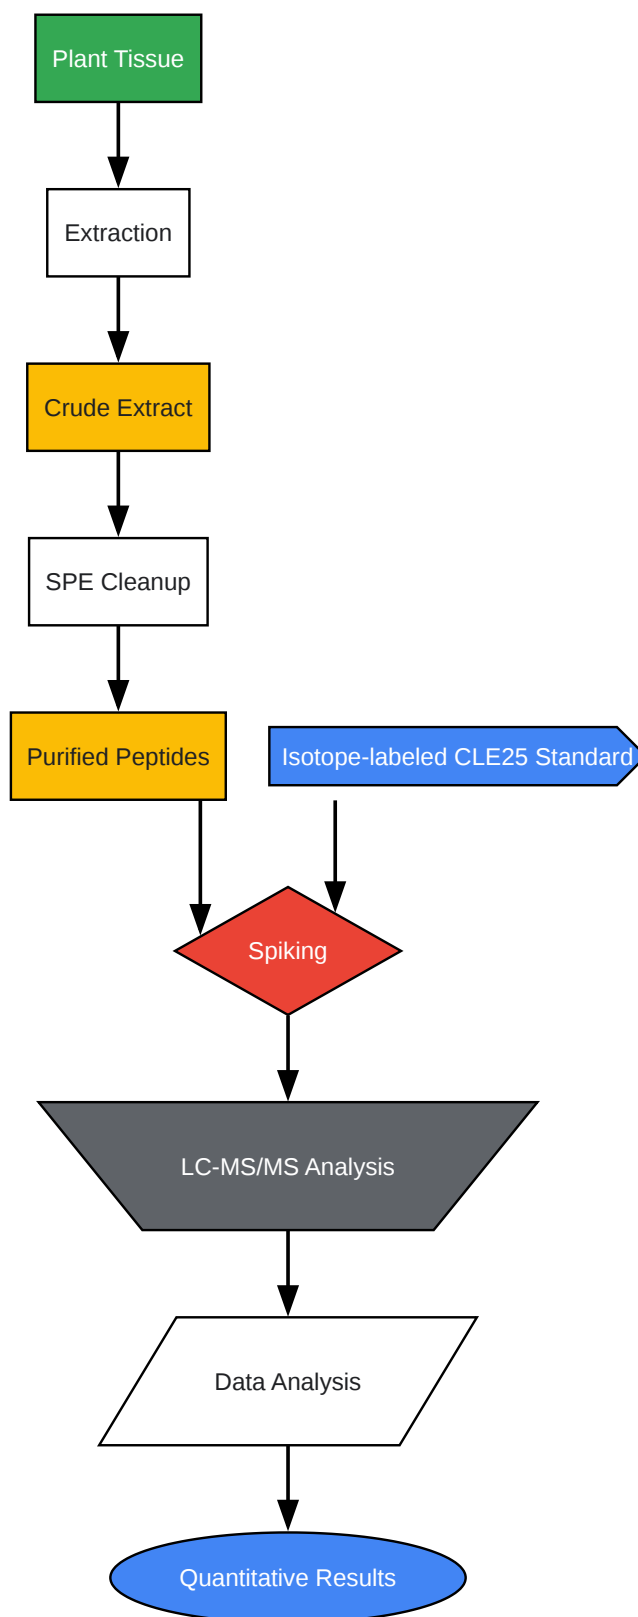 Plant Tissue
Extraction
Crude Extract
SPE Cleanup
Purified Peptides
Isotope-labeled CLE25 Standard
Spiking
LC-MS/MS Analysis
Data Analysis
Quantitative Results